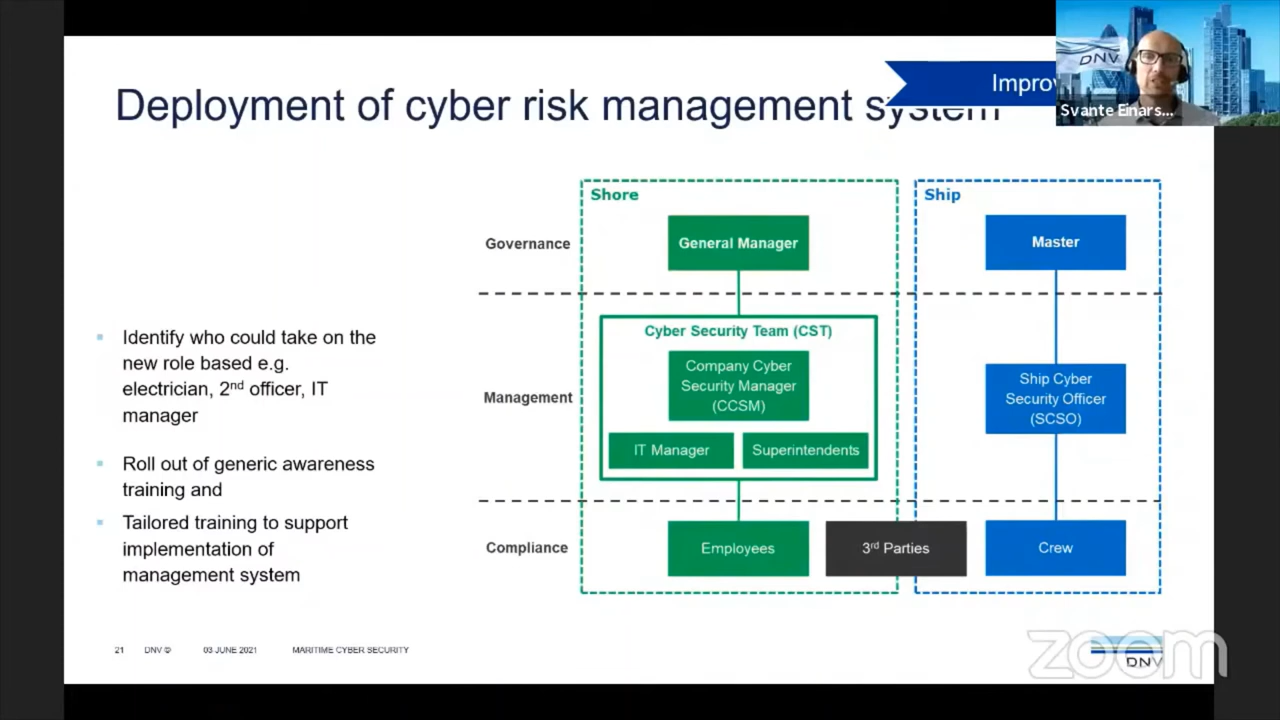 Improv
DNV
Svante Einars...
Deployment of cyber risk management system
Identify who could take on the
new role based e.g.
electrician, 2nd officer, IT
manager
Roll out of generic awareness
training and
Tailored training to support
implementation of
management system
Shore
Ship
Governance
General Manager
Master
Management
Cyber Security Team (CST)
Company Cyber
Security Manager
(CCSM)
IT Manager
Superintendents
Ship Cyber
Security Officer
(SCSO)
Compliance
Employees
3rd Parties
Crew
21
DNV ©
03 JUNE 2021
MARITIME CYBER SECURITY
zoom
DNV